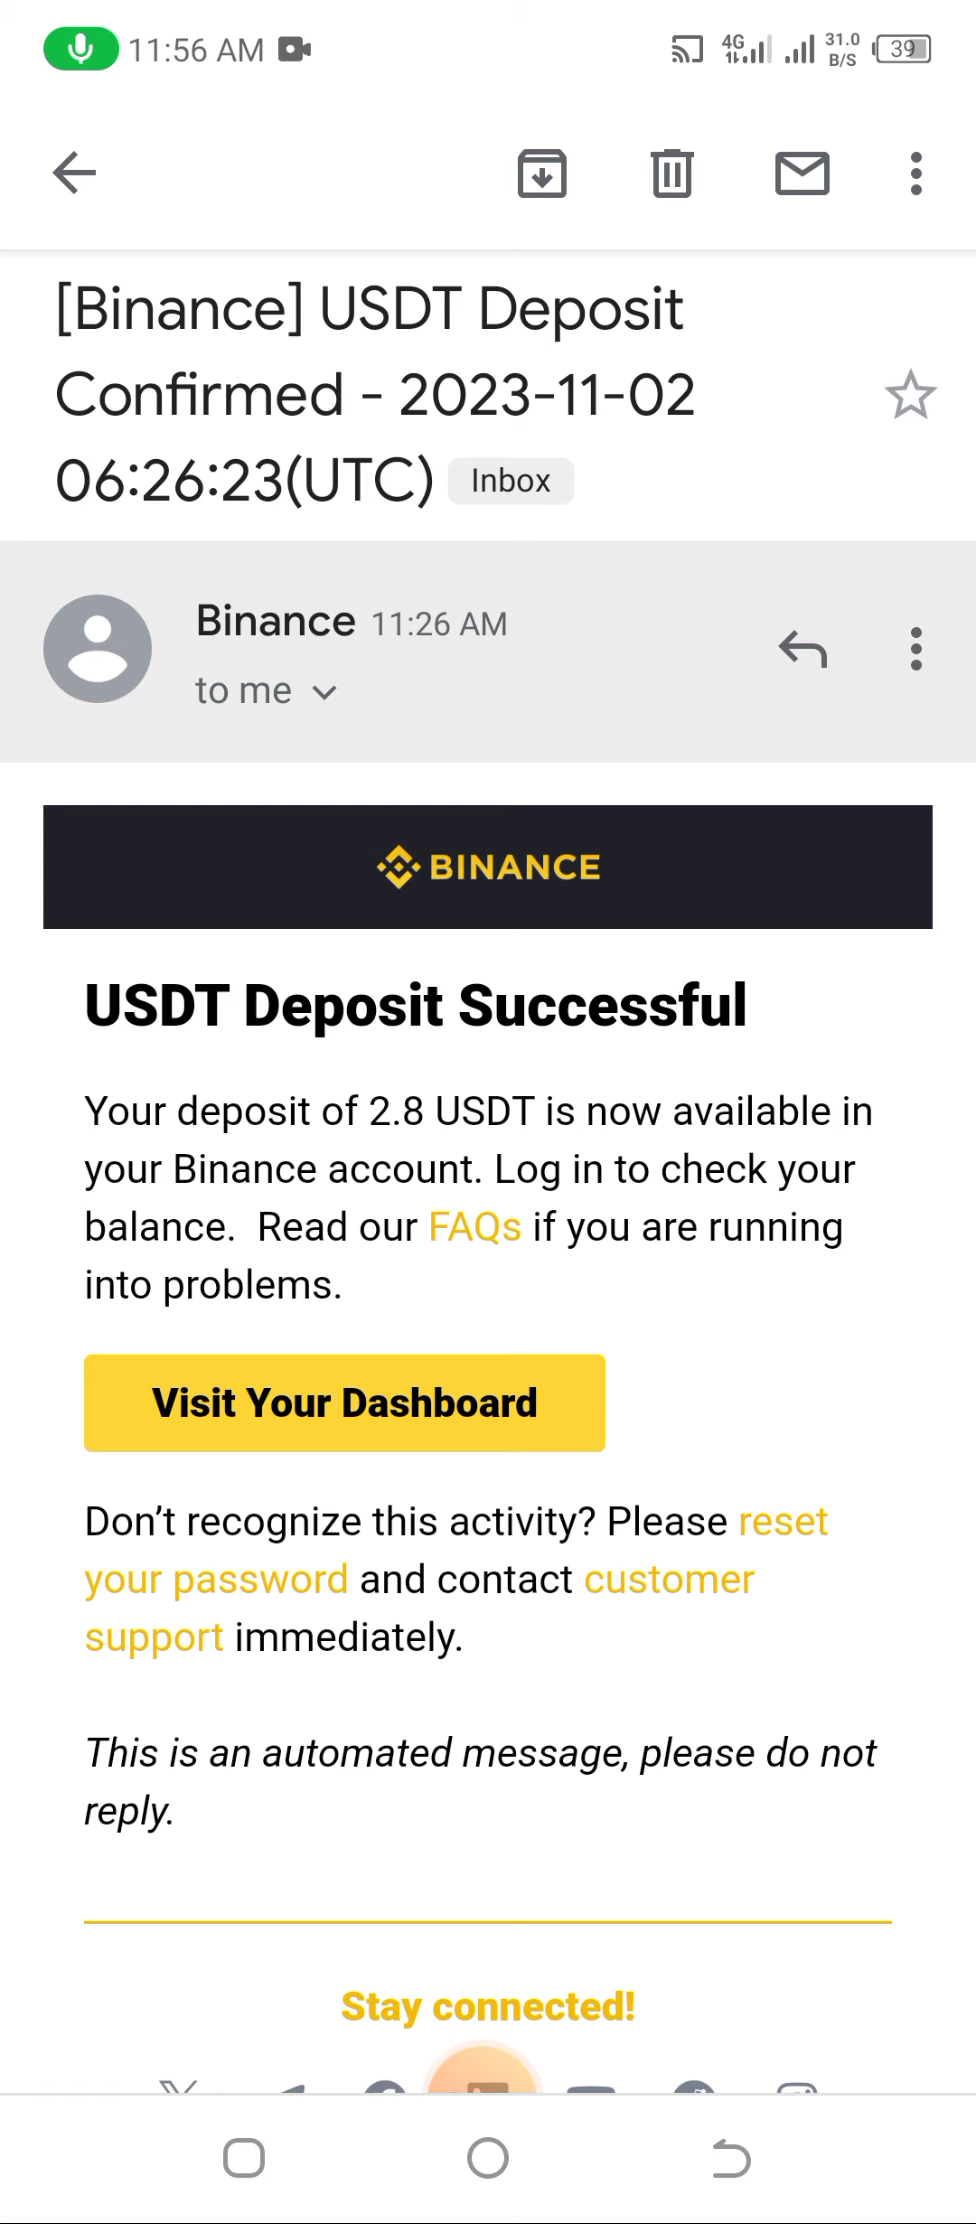 11:56 AM
4G
31.0
B/S
39
[Binance] USDT Deposit
Confirmed - 2023-11-02
06:26:23(UTC) Inbox
Binance 11:26 AM
to me
BINANCE
USDT Deposit Successful
Your deposit of 2.8 USDT is now available in
your Binance account. Log in to check your
balance.  Read our FAQs if you are running
into problems.
Visit Your Dashboard
Don’t recognize this activity? Please reset
your password and contact customer
support immediately.
This is an automated message, please do not
reply.
Stay connected!